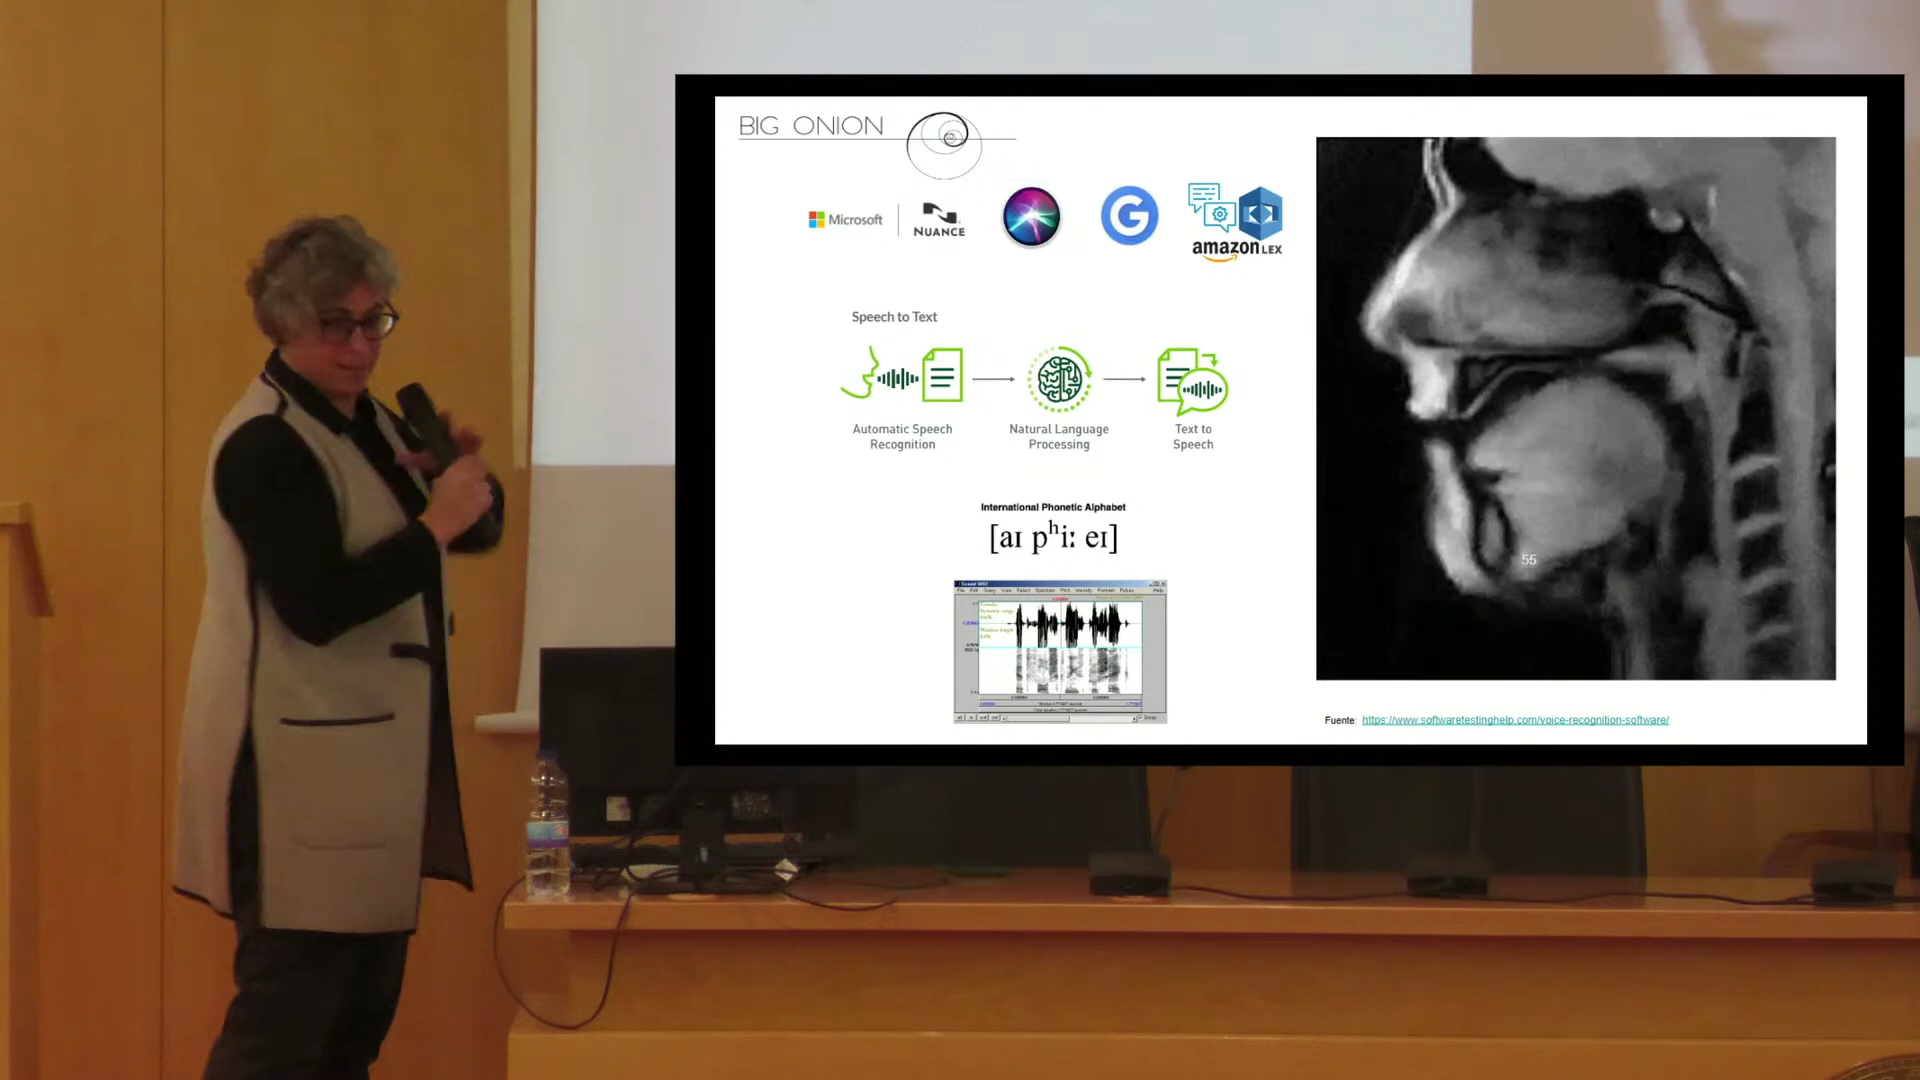 BIG ONION
Microsoft
NUANCE
G
amazon LEX
Speech to Text
Automatic Speech
Recognition
Natural Language
Processing
Text to
Speech
International Phonetic Alphabet
[aɪ pʰiː eɪ]
55
Fuente: https://www.softwaretestinghelp.com/voice-recognition-software/